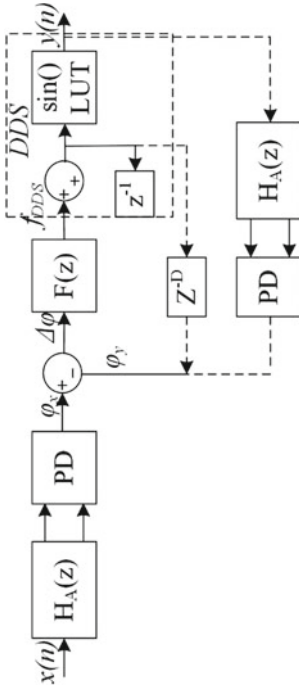 x(n)
H_A(z)
PD
φ_x
+
−
Δφ
F(z)
f_DDS
DDS
+
+
sin()
LUT
y(n)
z⁻¹
φ_y
Z⁻ᴰ
PD
H_A(z)